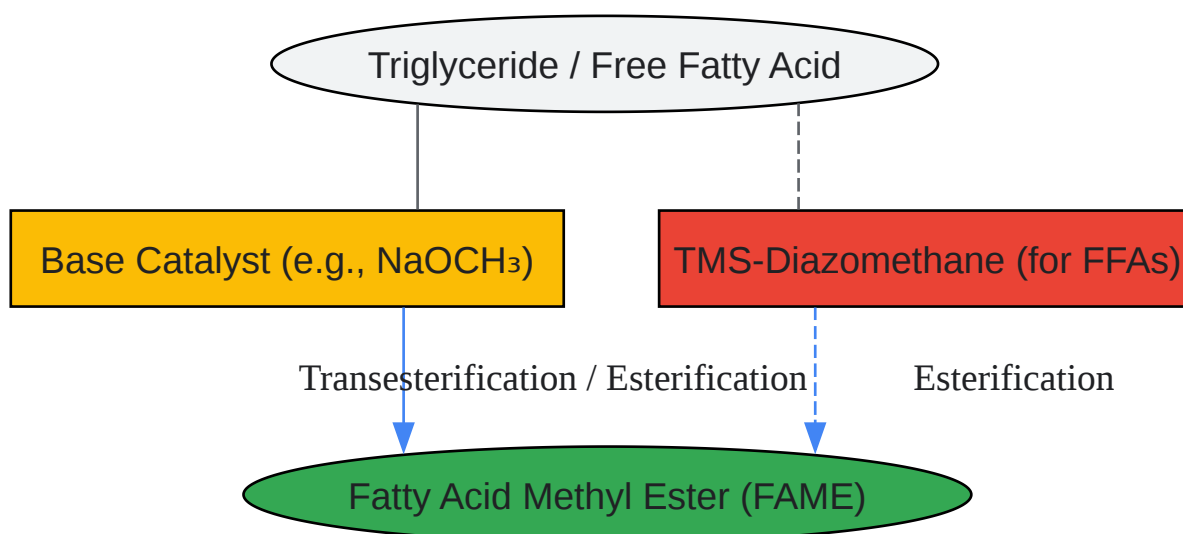 Triglyceride / Free Fatty Acid
Base Catalyst (e.g., NaOCH₃)
TMS-Diazomethane (for FFAs)
Transesterification / Esterification
Esterification
Fatty Acid Methyl Ester (FAME)